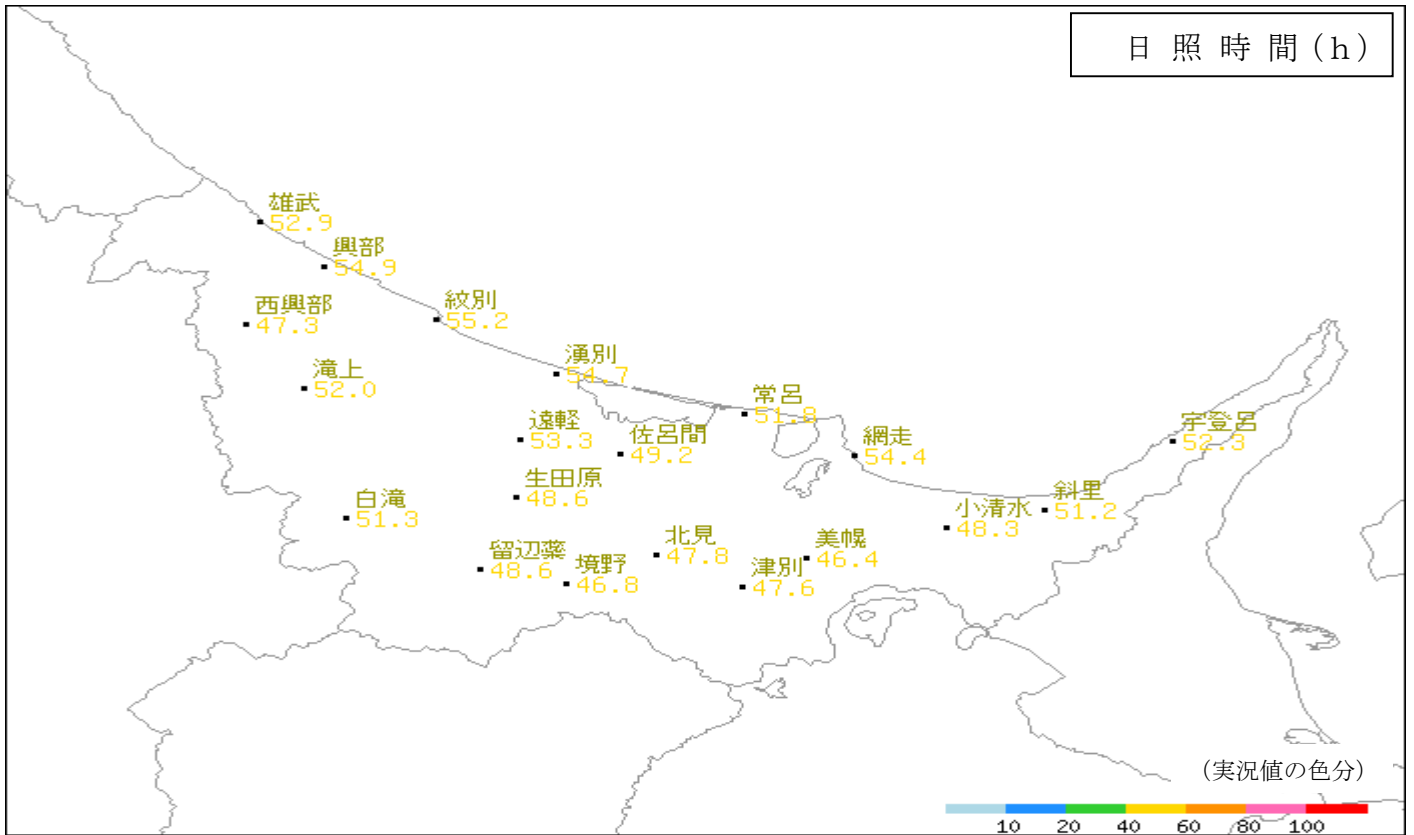 日照時間(h)
雄武
52.9
興部
54.9
西興部
47.3
紋別
55.2
滝上
52.0
湧別
54.7
常呂
51.8
遠軽
53.3
佐呂間
49.2
網走
54.4
宇登呂
52.3
生田原
48.6
白滝
51.3
斜里
51.2
小清水
48.3
留辺蘂
48.6
境野
46.8
北見
47.8
津別
47.6
美幌
46.4
(実況値の色分)
10 20 40 60 80 100